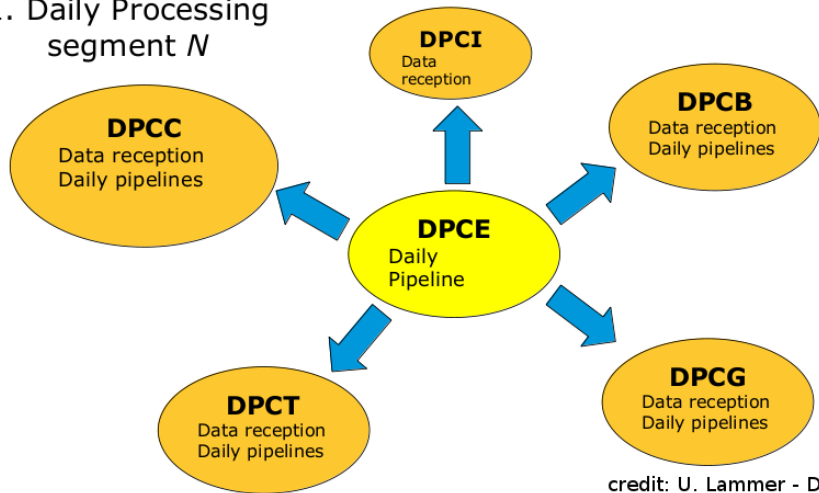 . Daily Processing
segment N
DPCI
Data
reception
DPCB
Data reception
Daily pipelines
DPCC
Data reception
Daily pipelines
DPCE
Daily
Pipeline
DPCG
Data reception
Daily pipelines
DPCT
Data reception
Daily pipelines
credit: U. Lammer - D